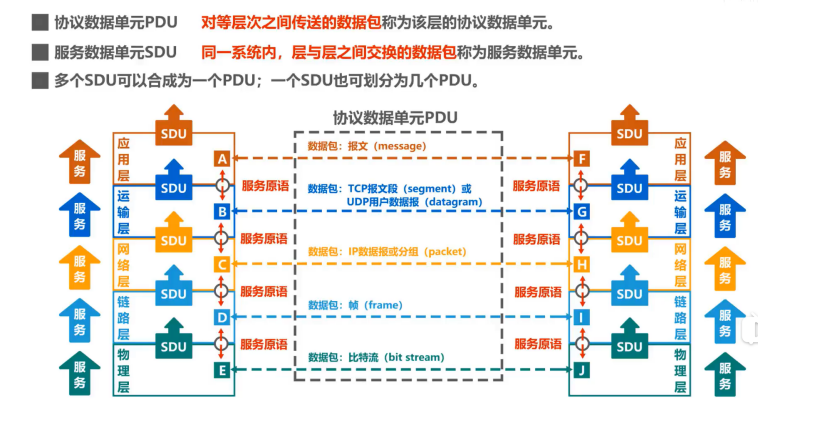 协议数据单元PDU 对等层次之间传送的数据包称为该层的协议数据单元。
服务数据单元SDU 同一系统内，层与层之间交换的数据包称为服务数据单元。
多个SDU可以合成为一个PDU；一个SDU也可划分为几个PDU。
协议数据单元PDU
服务 SDU 应用层 A 数据包：报文（message） F SDU 应用层 服务
服务原语 服务原语
服务 SDU 运输层 B 数据包：TCP报文段（segment）或 G SDU 运输层 服务
UDP用户数据报（datagram）
服务原语 服务原语
服务 SDU 网络层 C 数据包：IP数据报或分组（packet） H SDU 网络层 服务
服务原语 服务原语
服务 SDU 链路层 D 数据包：帧（frame） I SDU 链路层 服务
服务原语 服务原语
服务 SDU 物理层 E 数据包：比特流（bit stream） J SDU 物理层 服务